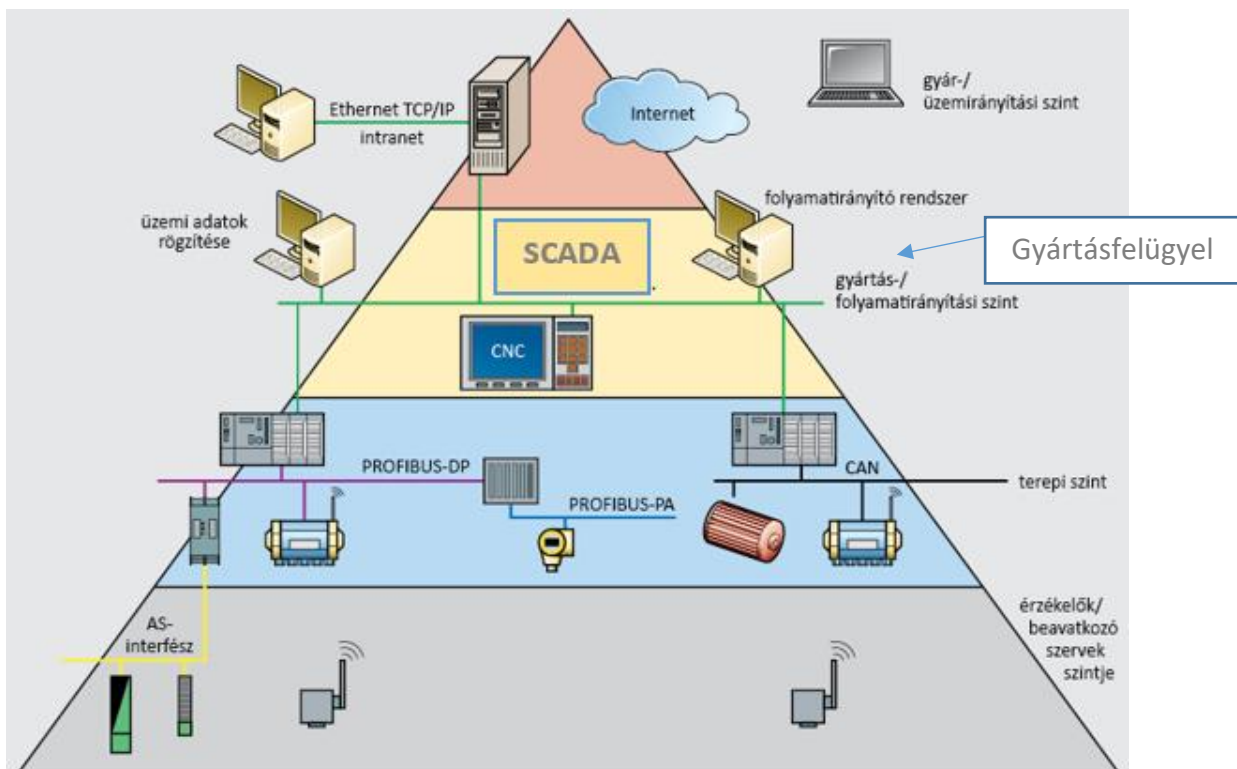 gyár-/
üzemirányítási szint
Ethernet TCP/IP
intranet
Internet
üzemi adatok
rögzítése
folyamatirányító rendszer
SCADA
.
Gyártásfelügyel
gyártás-/
folyamatirányítási szint
CNC
PROFIBUS-DP
CAN
terepi szint
PROFIBUS-PA
AS-
interfész
érzékelők/
beavatkozó
szervek
szintje